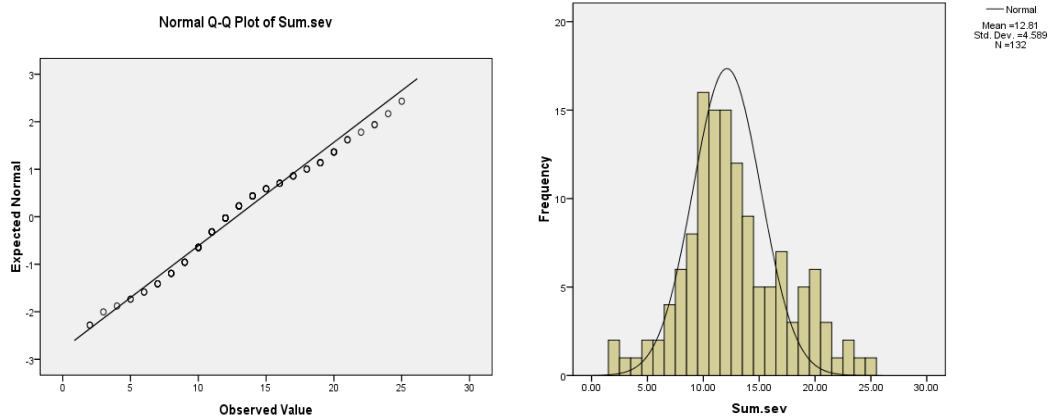 Normal Q-Q Plot of Sum.sev
Expected Normal
3
2
1
0
-1
-2
-3
0 5 10 15 20 25 30
Observed Value
Normal
Mean =12.81
Std. Dev. =4.589
N =132
Frequency
20
15
10
5
0
0.00 5.00 10.00 15.00 20.00 25.00 30.00
Sum.sev